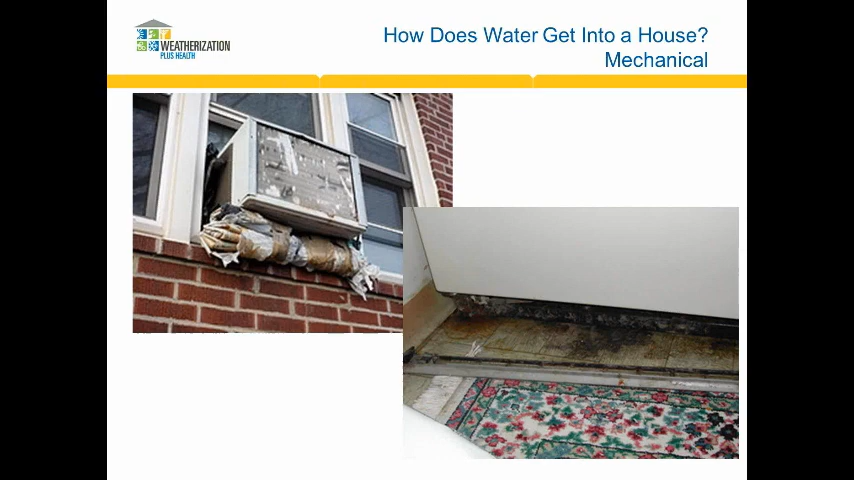 WEATHERIZATION
PLUS HEALTH
How Does Water Get Into a House?
Mechanical